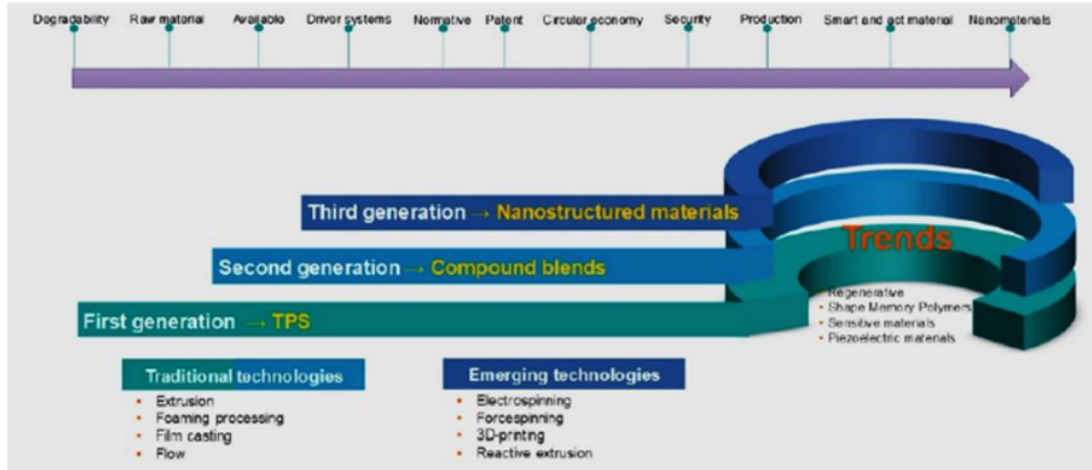 Degradability Raw material Available Drivor systems Normative Patent Circular economy Security Production Smart and act material Nanomaterials
Third generation → Nanostructured materials
Second generation → Compound blends
First generation → TPS
Trends
• Regenerative
• Shape Memory Polymers
• Sensitive materials
• Piezoelectric materials
Traditional technologies
• Extrusion
• Foaming processing
• Film casting
• Flow
Emerging technologies
• Electrospinning
• Forcespinning
• 3D-printing
• Reactive extrusion